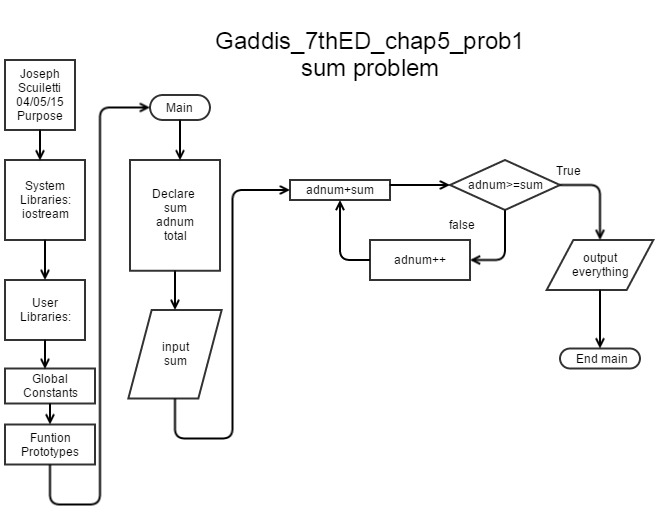 Gaddis_7thED_chap5_prob1
sum problem
Joseph
Scuiletti
04/05/15
Purpose
System
Libraries:
iostream
User
Libraries:
Global
Constants
Funtion
Prototypes
Main
Declare
sum
adnum
total
input
sum
adnum+sum
adnum>=sum
True
false
adnum++
output
everything
End main